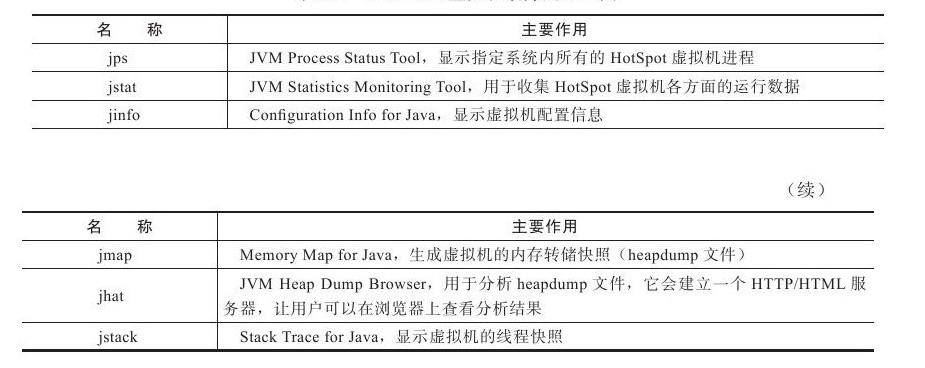 名 称 主要作用
jps JVM Process Status Tool，显示指定系统内所有的 HotSpot 虚拟机进程
jstat JVM Statistics Monitoring Tool，用于收集 HotSpot 虚拟机各方面的运行数据
jinfo Configuration Info for Java，显示虚拟机配置信息
（续）
名 称 主要作用
jmap Memory Map for Java，生成虚拟机的内存转储快照（heapdump 文件）
jhat JVM Heap Dump Browser，用于分析 heapdump 文件，它会建立一个 HTTP/HTML 服
务器，让用户可以在浏览器上查看分析结果
jstack Stack Trace for Java，显示虚拟机的线程快照